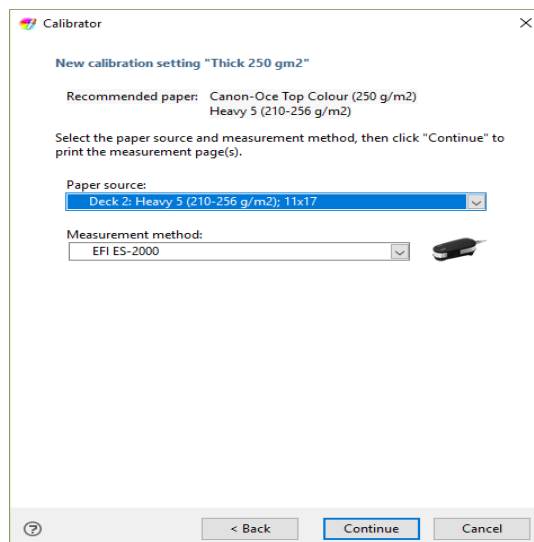 Calibrator
New calibration setting "Thick 250 gm2"
Recommended paper: Canon-Oce Top Colour (250 g/m2)
Heavy 5 (210-256 g/m2)
Select the paper source and measurement method, then click "Continue" to
print the measurement page(s).
Paper source:
Deck 2: Heavy 5 (210-256 g/m2); 11x17
Measurement method:
EFI ES-2000
? < Back Continue Cancel